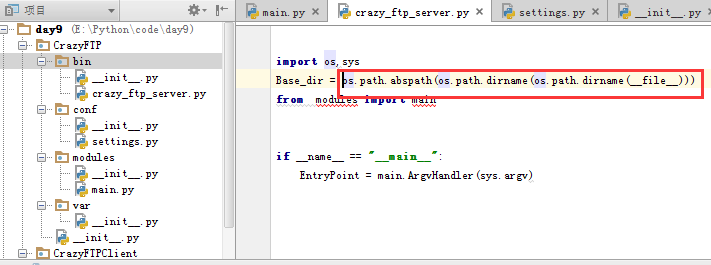 项目
main.py × crazy_ftp_server.py × settings.py × __init__.py ×
day9 (E:\Python\code\day9)
CrazyFTP
bin
__init__.py
crazy_ftp_server.py
conf
__init__.py
settings.py
modules
__init__.py
main.py
var
__init__.py
__init__.py
CrazyFTPClient
import os,sys
Base_dir = os.path.abspath(os.path.dirname(os.path.dirname(__file__)))
from  modules import main
if __name__ == "__main__":
EntryPoint = main.ArgvHandler(sys.argv)